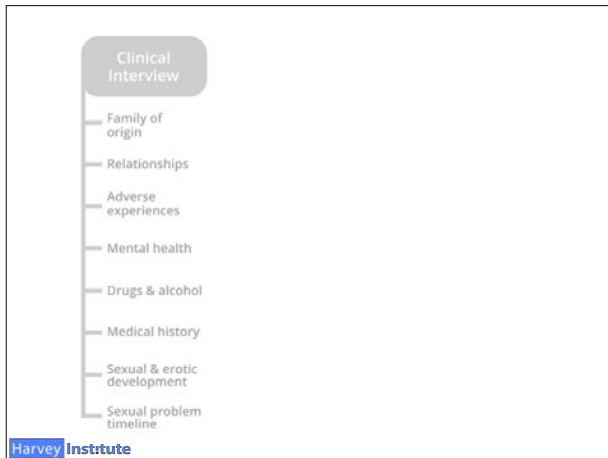 Clinical
Interview
Family of
origin
Relationships
Adverse
experiences
Mental health
Drugs & alcohol
Medical history
Sexual & erotic
development
Sexual problem
timeline
Harvey Institute